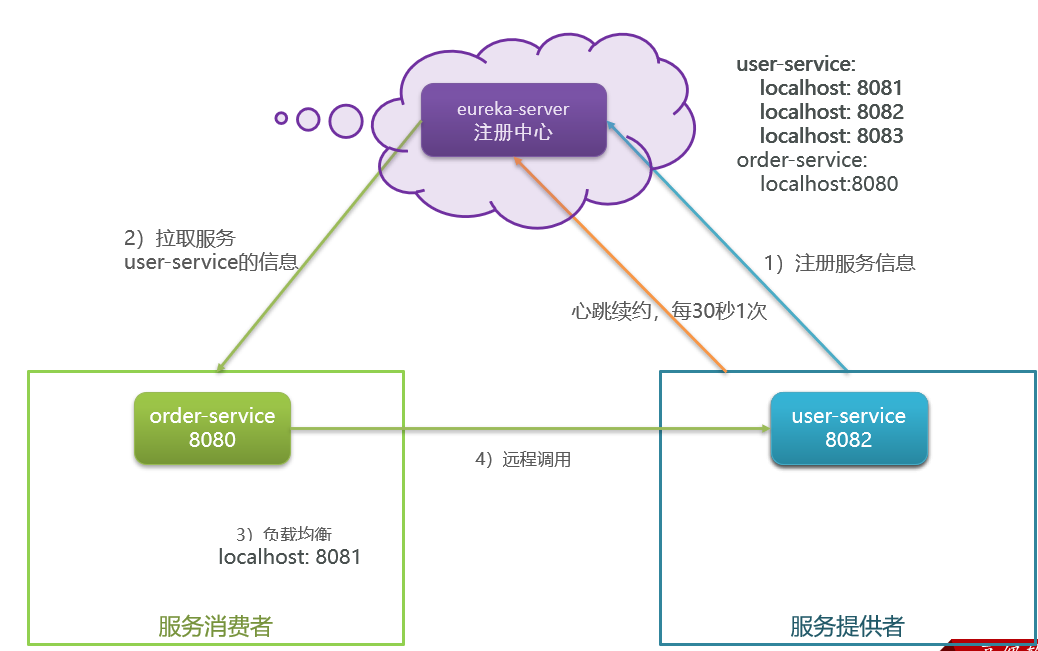 eureka-server
注册中心
user-service:
localhost: 8081
localhost: 8082
localhost: 8083
order-service:
localhost:8080
2）拉取服务
user-service的信息
1）注册服务信息
心跳续约，每30秒1次
order-service
8080
user-service
8082
4）远程调用
3）负载均衡
localhost: 8081
服务消费者
服务提供者